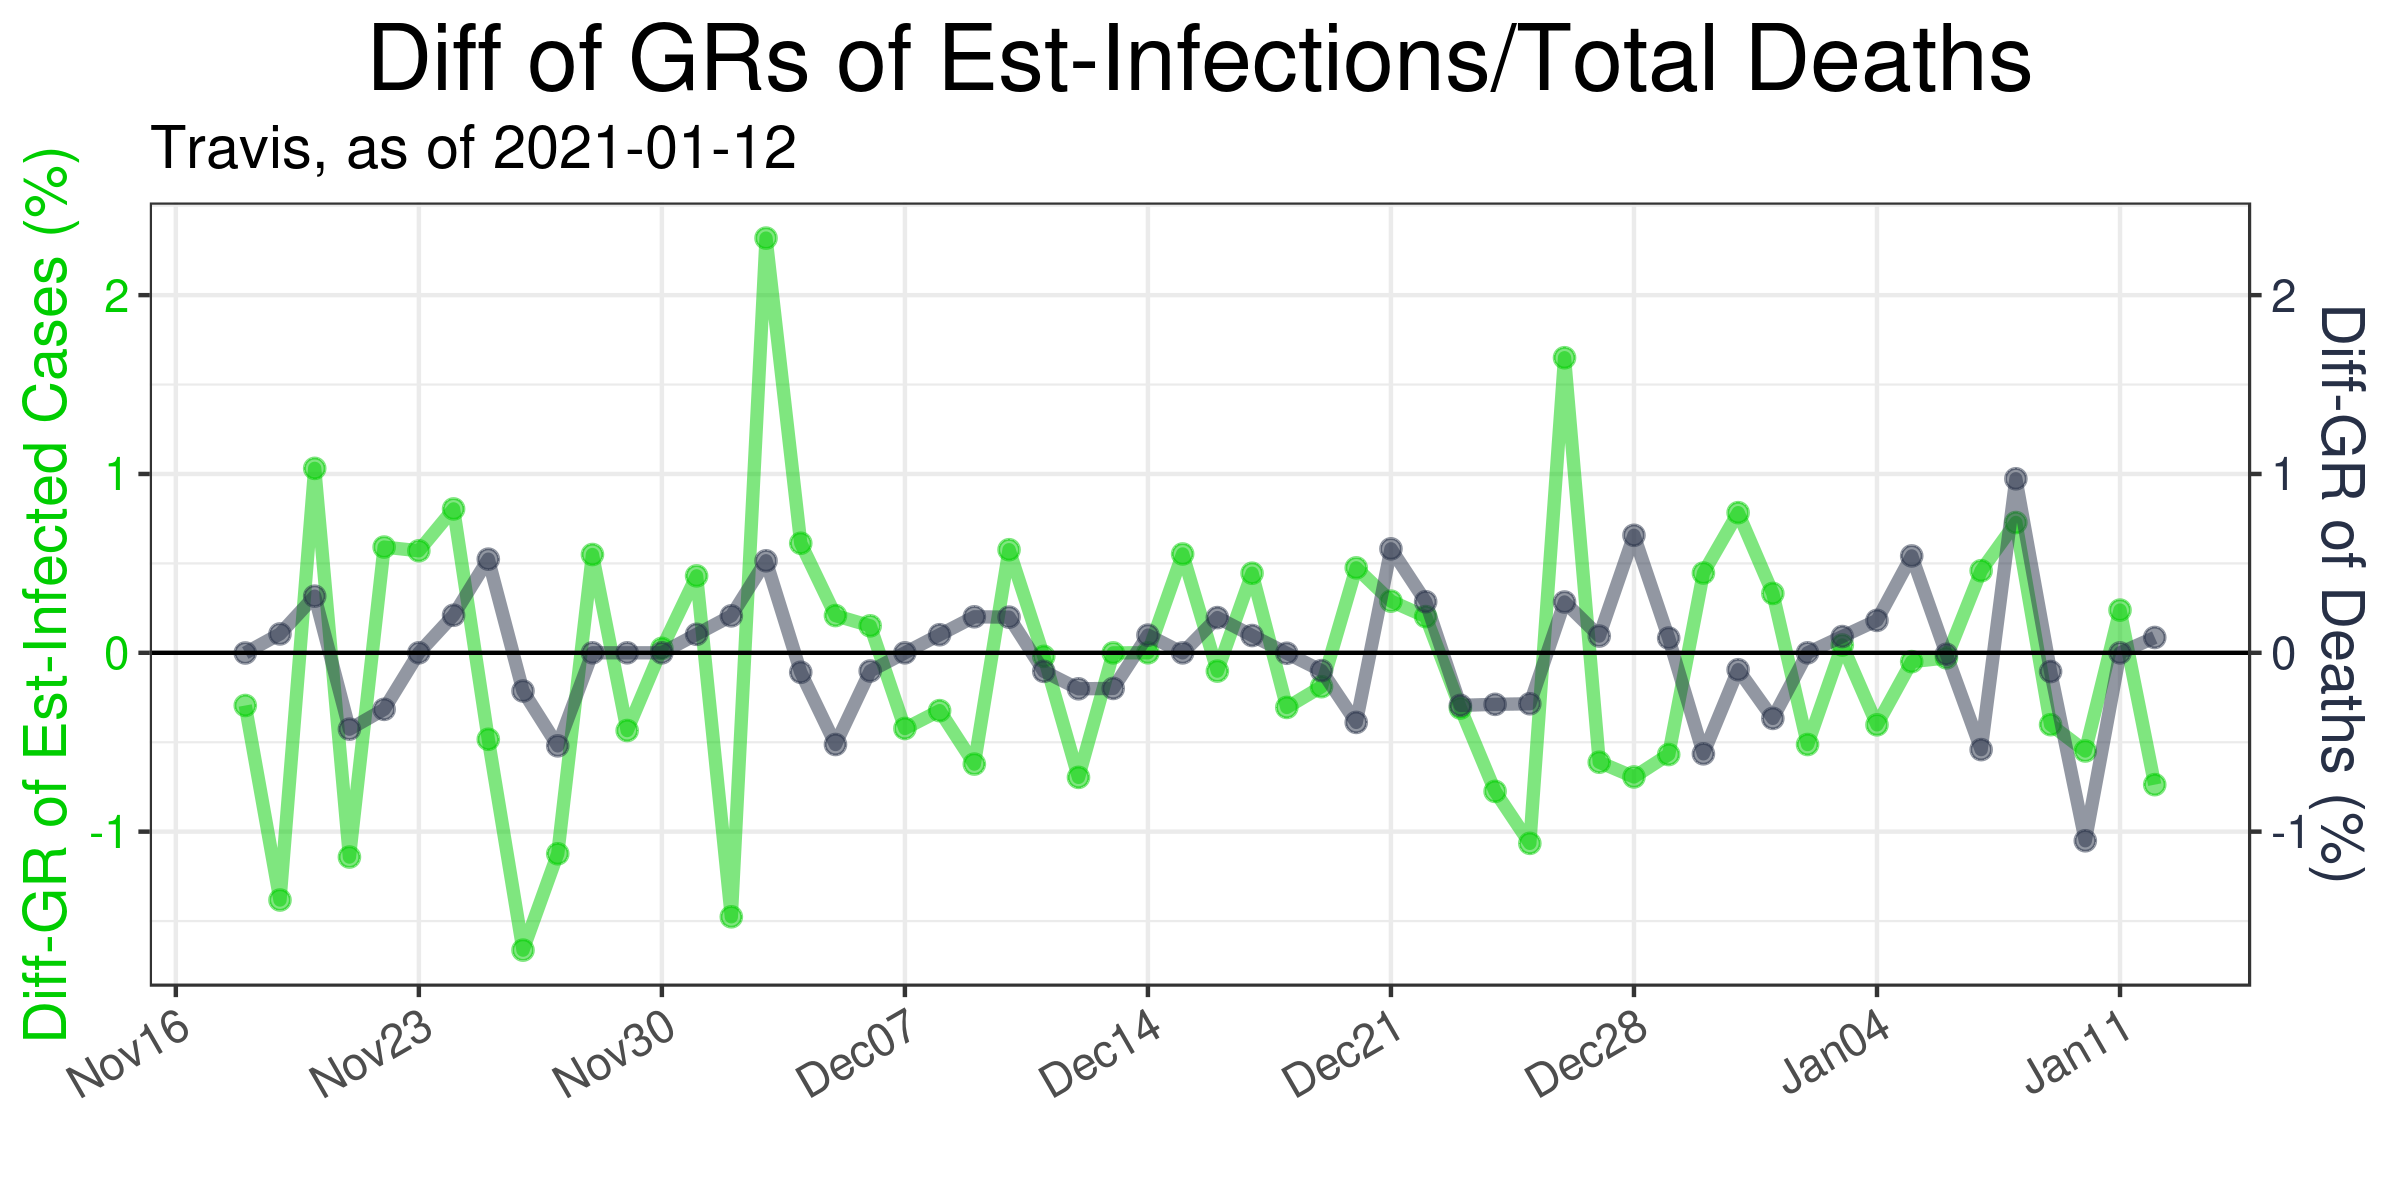 Diff of GRs of Est-Infections/Total Deaths
Travis, as of 2021-01-12
Diff-GR of Est-Infected Cases (%)
2
1
0
-1
2
1
0
-1
Diff-GR of Deaths (%)
Nov16
Nov23
Nov30
Dec07
Dec14
Dec21
Dec28
Jan04
Jan11